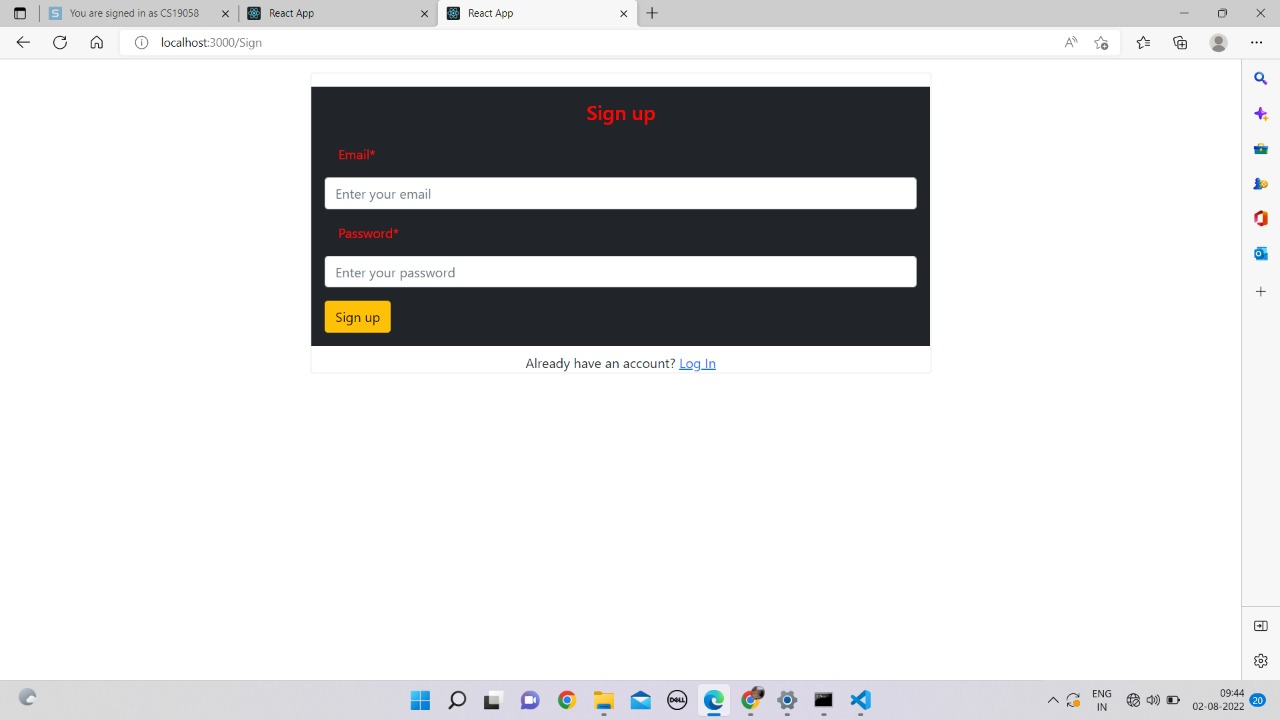 You are signed in as CS19058
React App
React App
localhost:3000/Sign
Sign up
Email*
Enter your email
Password*
Enter your password
Sign up
Already have an account? Log In
DELL
ENG
IN
09:44
02-08-2022
20